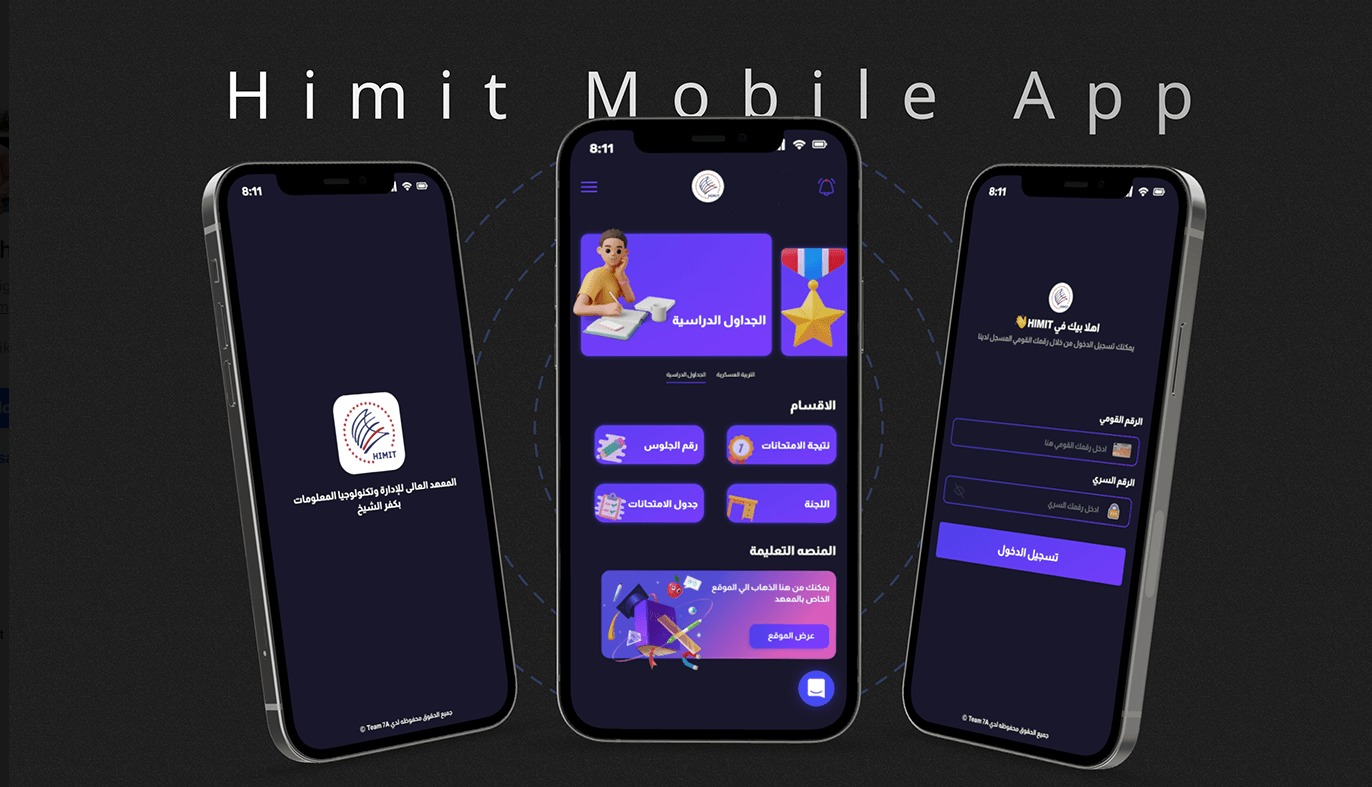 Himit Mobile App
8:11
HIMIT
المعهد العالى للإدارة وتكنولوجيا المعلومات
بكفر الشيخ
جميع الحقوق محفوظه لدي Team 7A ©
8:11
HIMIT
الجداول الدراسية
التربية العسكرية
الجداول الدراسية
الاقسام
نتيجة الامتحانات
رقم الجلوس
اللجنة
جدول الامتحانات
المنصه التعليمة
يمكنك من هنا الذهاب الي الموقع
الخاص بالمعهد
عرض الموقع
8:11
اهلا بيك في HIMIT
يمكنك تسجيل الدخول من خلال رقمك القومي المسجل لدينا
الرقم القومي
ادخل رقمك القومي هنا
الرقم السري
ادخل رقمك السري
تسجيل الدخول
جميع الحقوق محفوظه لدي Team 7A ©